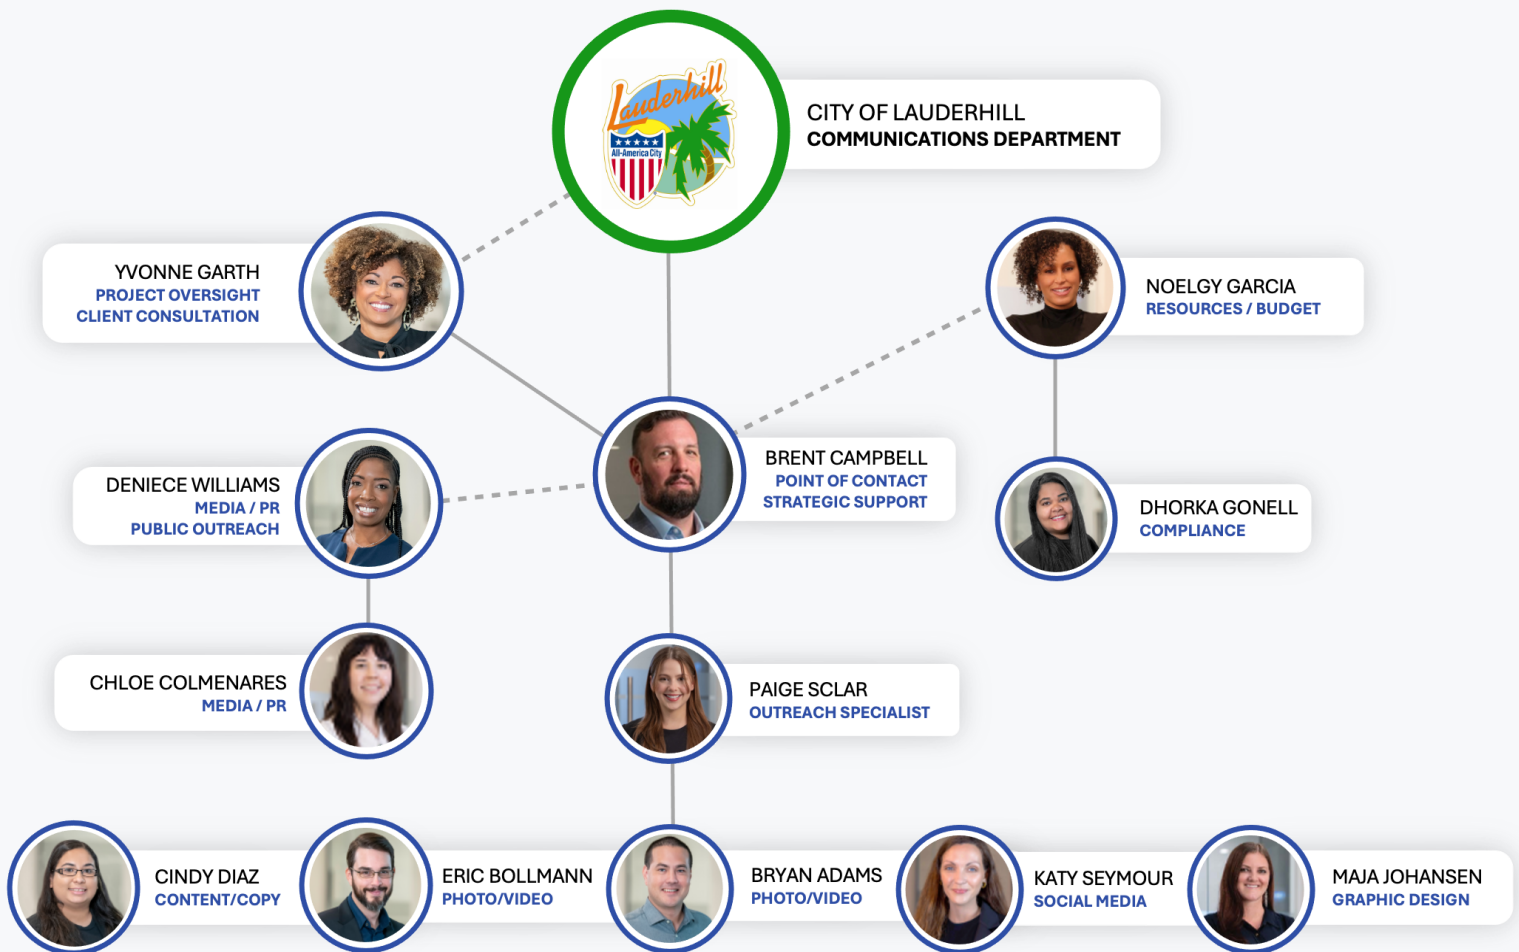 Lauderhill
All-America City
CITY OF LAUDERHILL
COMMUNICATIONS DEPARTMENT
YVONNE GARTH
PROJECT OVERSIGHT
CLIENT CONSULTATION
NOELGY GARCIA
RESOURCES / BUDGET
BRENT CAMPBELL
POINT OF CONTACT
STRATEGIC SUPPORT
DENIECE WILLIAMS
MEDIA / PR
PUBLIC OUTREACH
DHORKA GONELL
COMPLIANCE
CHLOE COLMENARES
MEDIA / PR
PAIGE SCLAR
OUTREACH SPECIALIST
CINDY DIAZ
CONTENT/COPY
ERIC BOLLMANN
PHOTO/VIDEO
BRYAN ADAMS
PHOTO/VIDEO
KATY SEYMOUR
SOCIAL MEDIA
MAJA JOHANSEN
GRAPHIC DESIGN